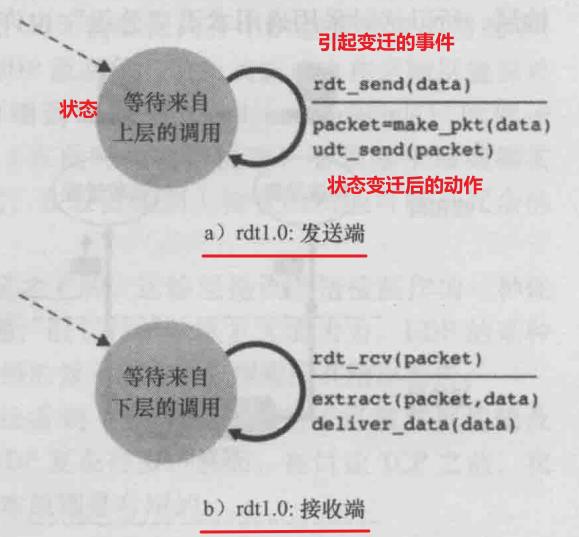 引起变迁的事件
rdt_send(data)
状态
等待来自
上层的调用
packet=make_pkt(data)
udt_send(packet)
状态变迁后的动作
a）rdt1.0: 发送端
rdt_rcv(packet)
等待来自
下层的调用
extract(packet,data)
deliver_data(data)
b）rdt1.0: 接收端